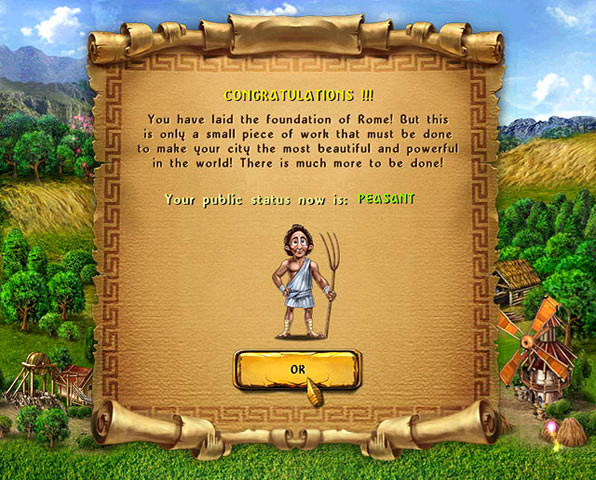 CONGRATULATIONS !!!
You have laid the foundation of Rome! But this
is only a small piece of work that must be done
to make your city the most beautiful and powerful
in the world! There is much more to be done!
Your public status now is: PEASANT
OK